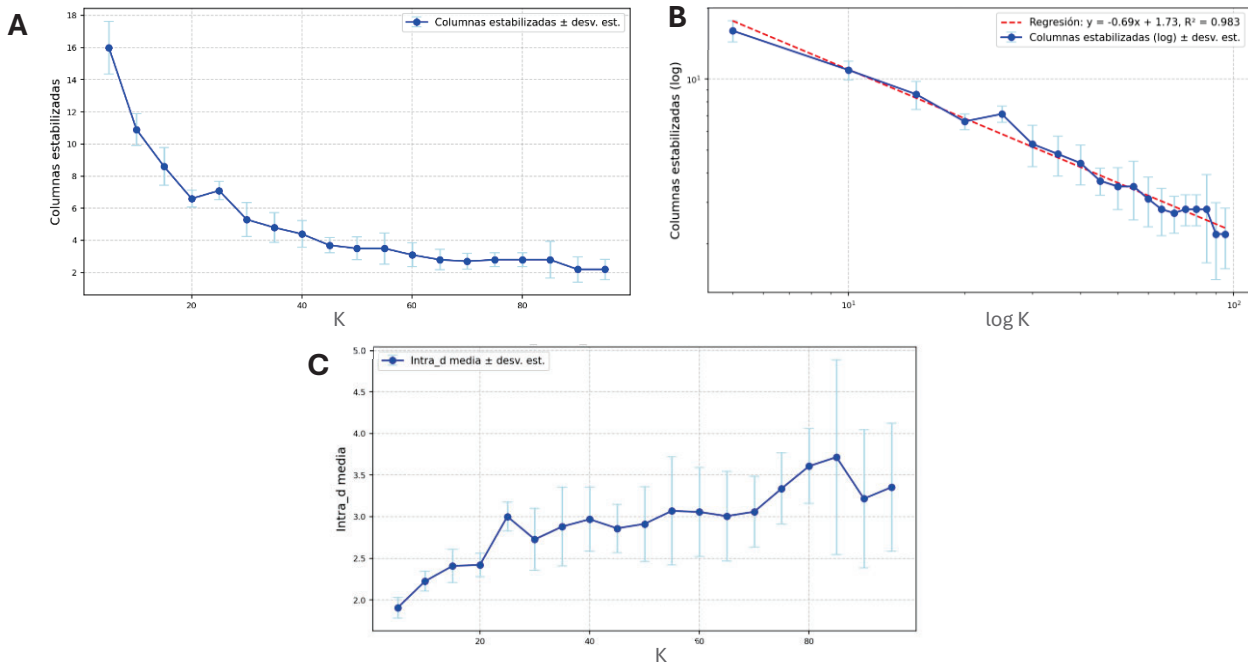 A
Columnas estabilizadas ± desv. est.
18
16
14
12
10
8
6
4
2
Columnas estabilizadas
20
40
60
80
K
B
Regresión: y = -0.69x + 1.73, R² = 0.983
Columnas estabilizadas (log) ± desv. est.
10¹
Columnas estabilizadas (log)
10¹
10²
log K
C
Intra_d media ± desv. est.
5.0
4.5
4.0
3.5
3.0
2.5
2.0
Intra_d media
20
40
60
80
K